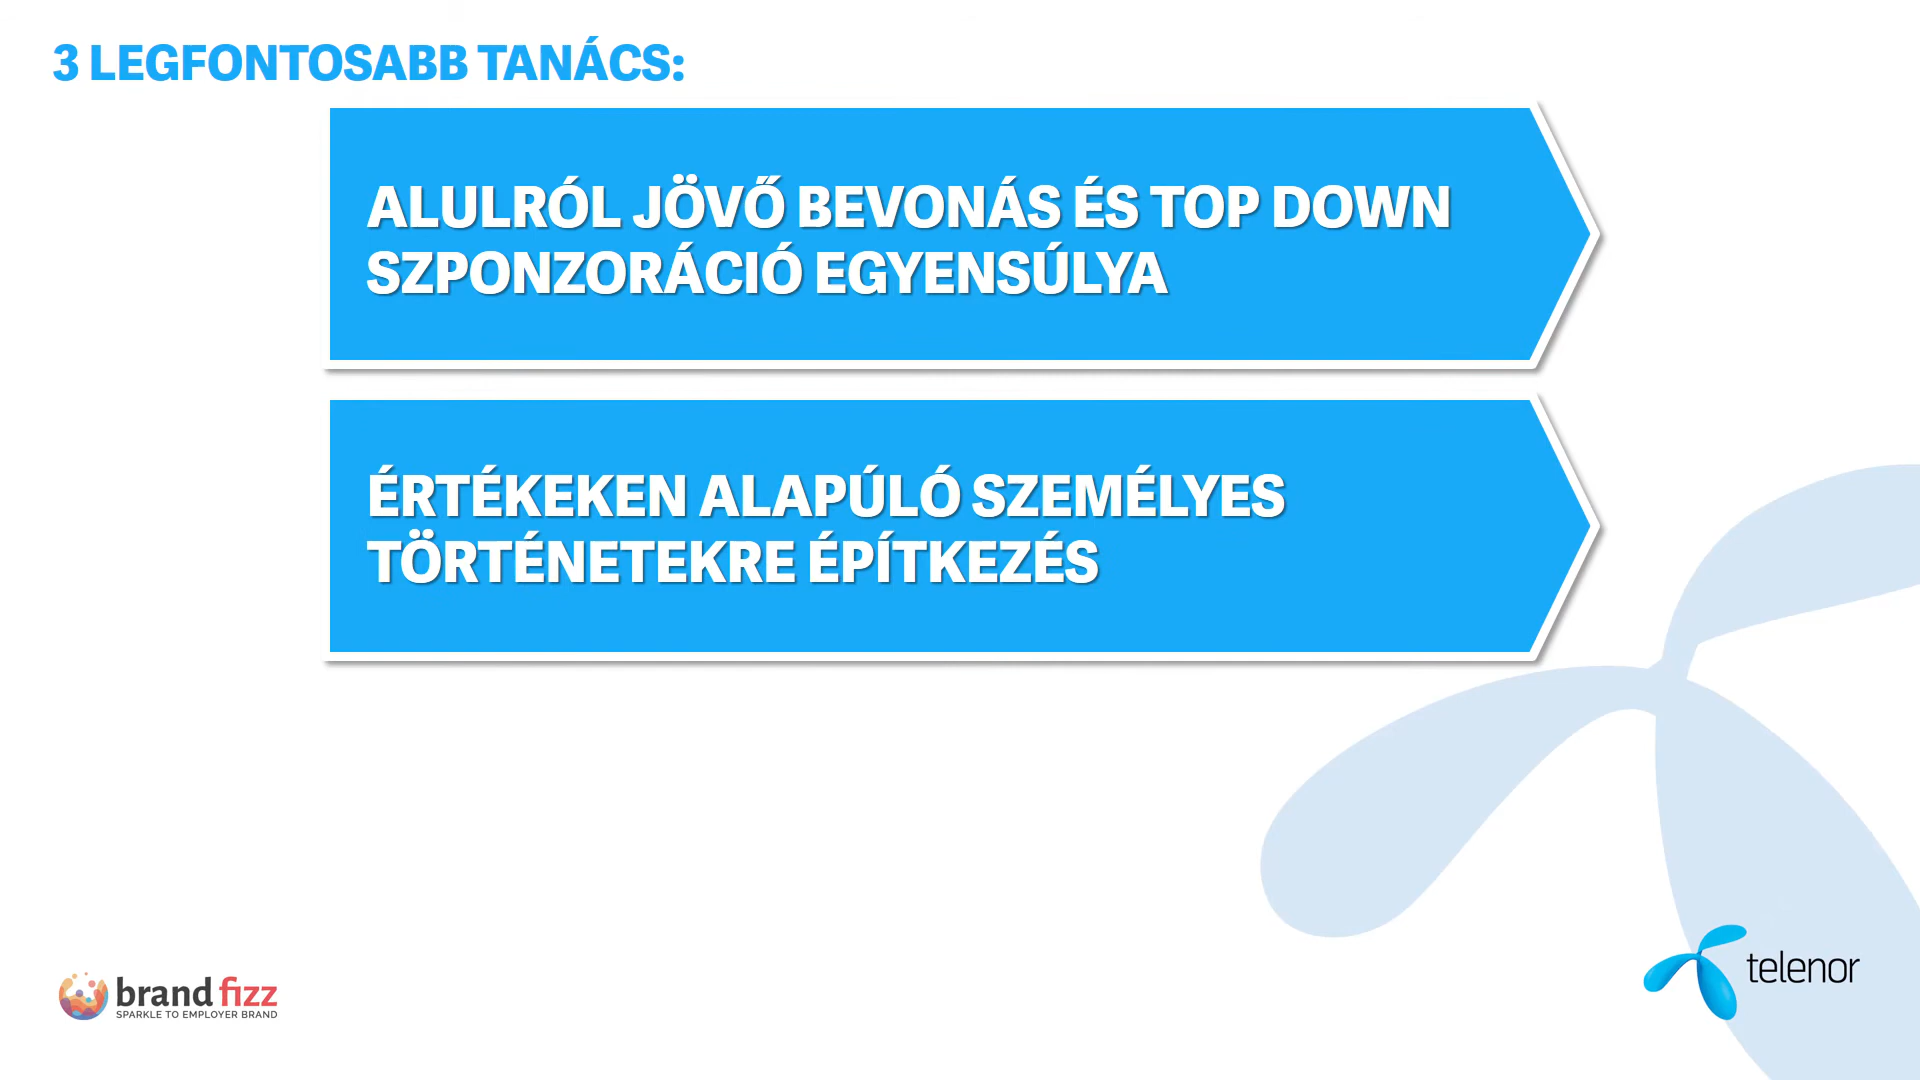 3 LEGFONTOSABB TANÁCS:
ALULRÓL JÖVŐ BEVONÁS ÉS TOP DOWN
SZPONZORÁCIÓ EGYENSÚLYA
ÉRTÉKEKEN ALAPÚLÓ SZEMÉLYES
TÖRTÉNETEKRE ÉPÍTKEZÉS
brand fizz
SPARKLE TO EMPLOYER BRAND
telenor